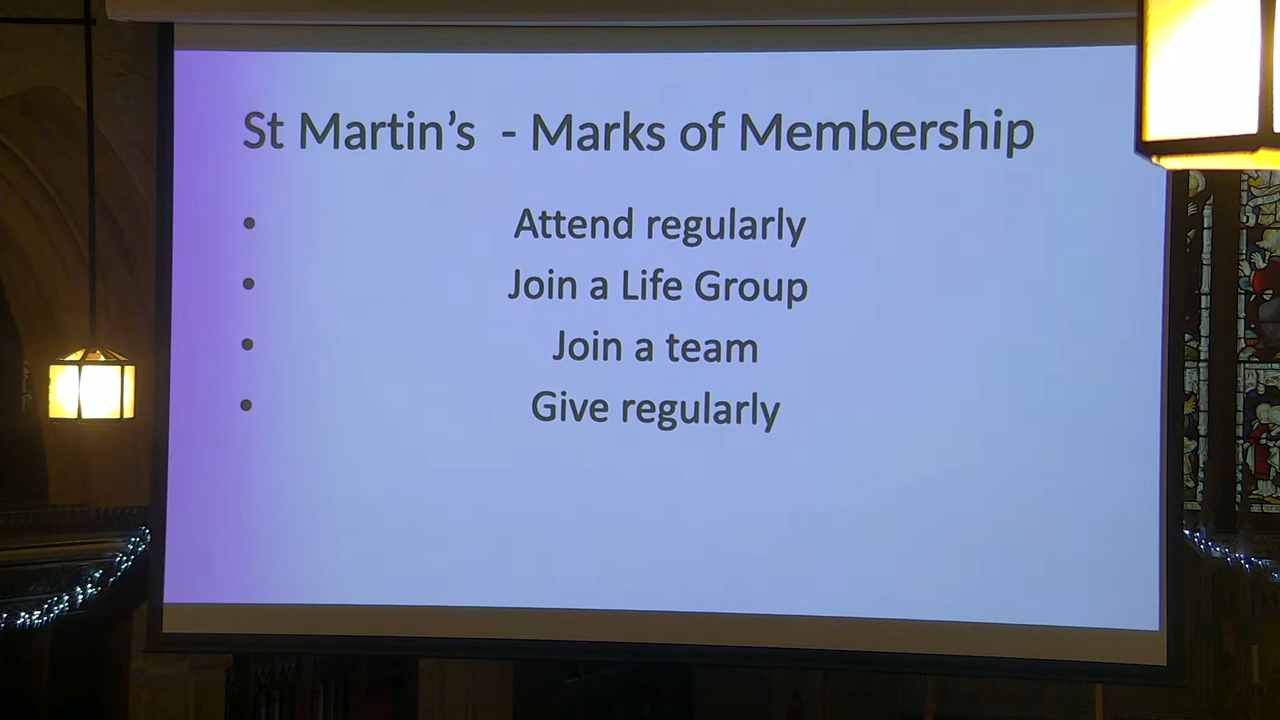 St Martin’s  - Marks of Membership
• Attend regularly
• Join a Life Group
• Join a team
• Give regularly